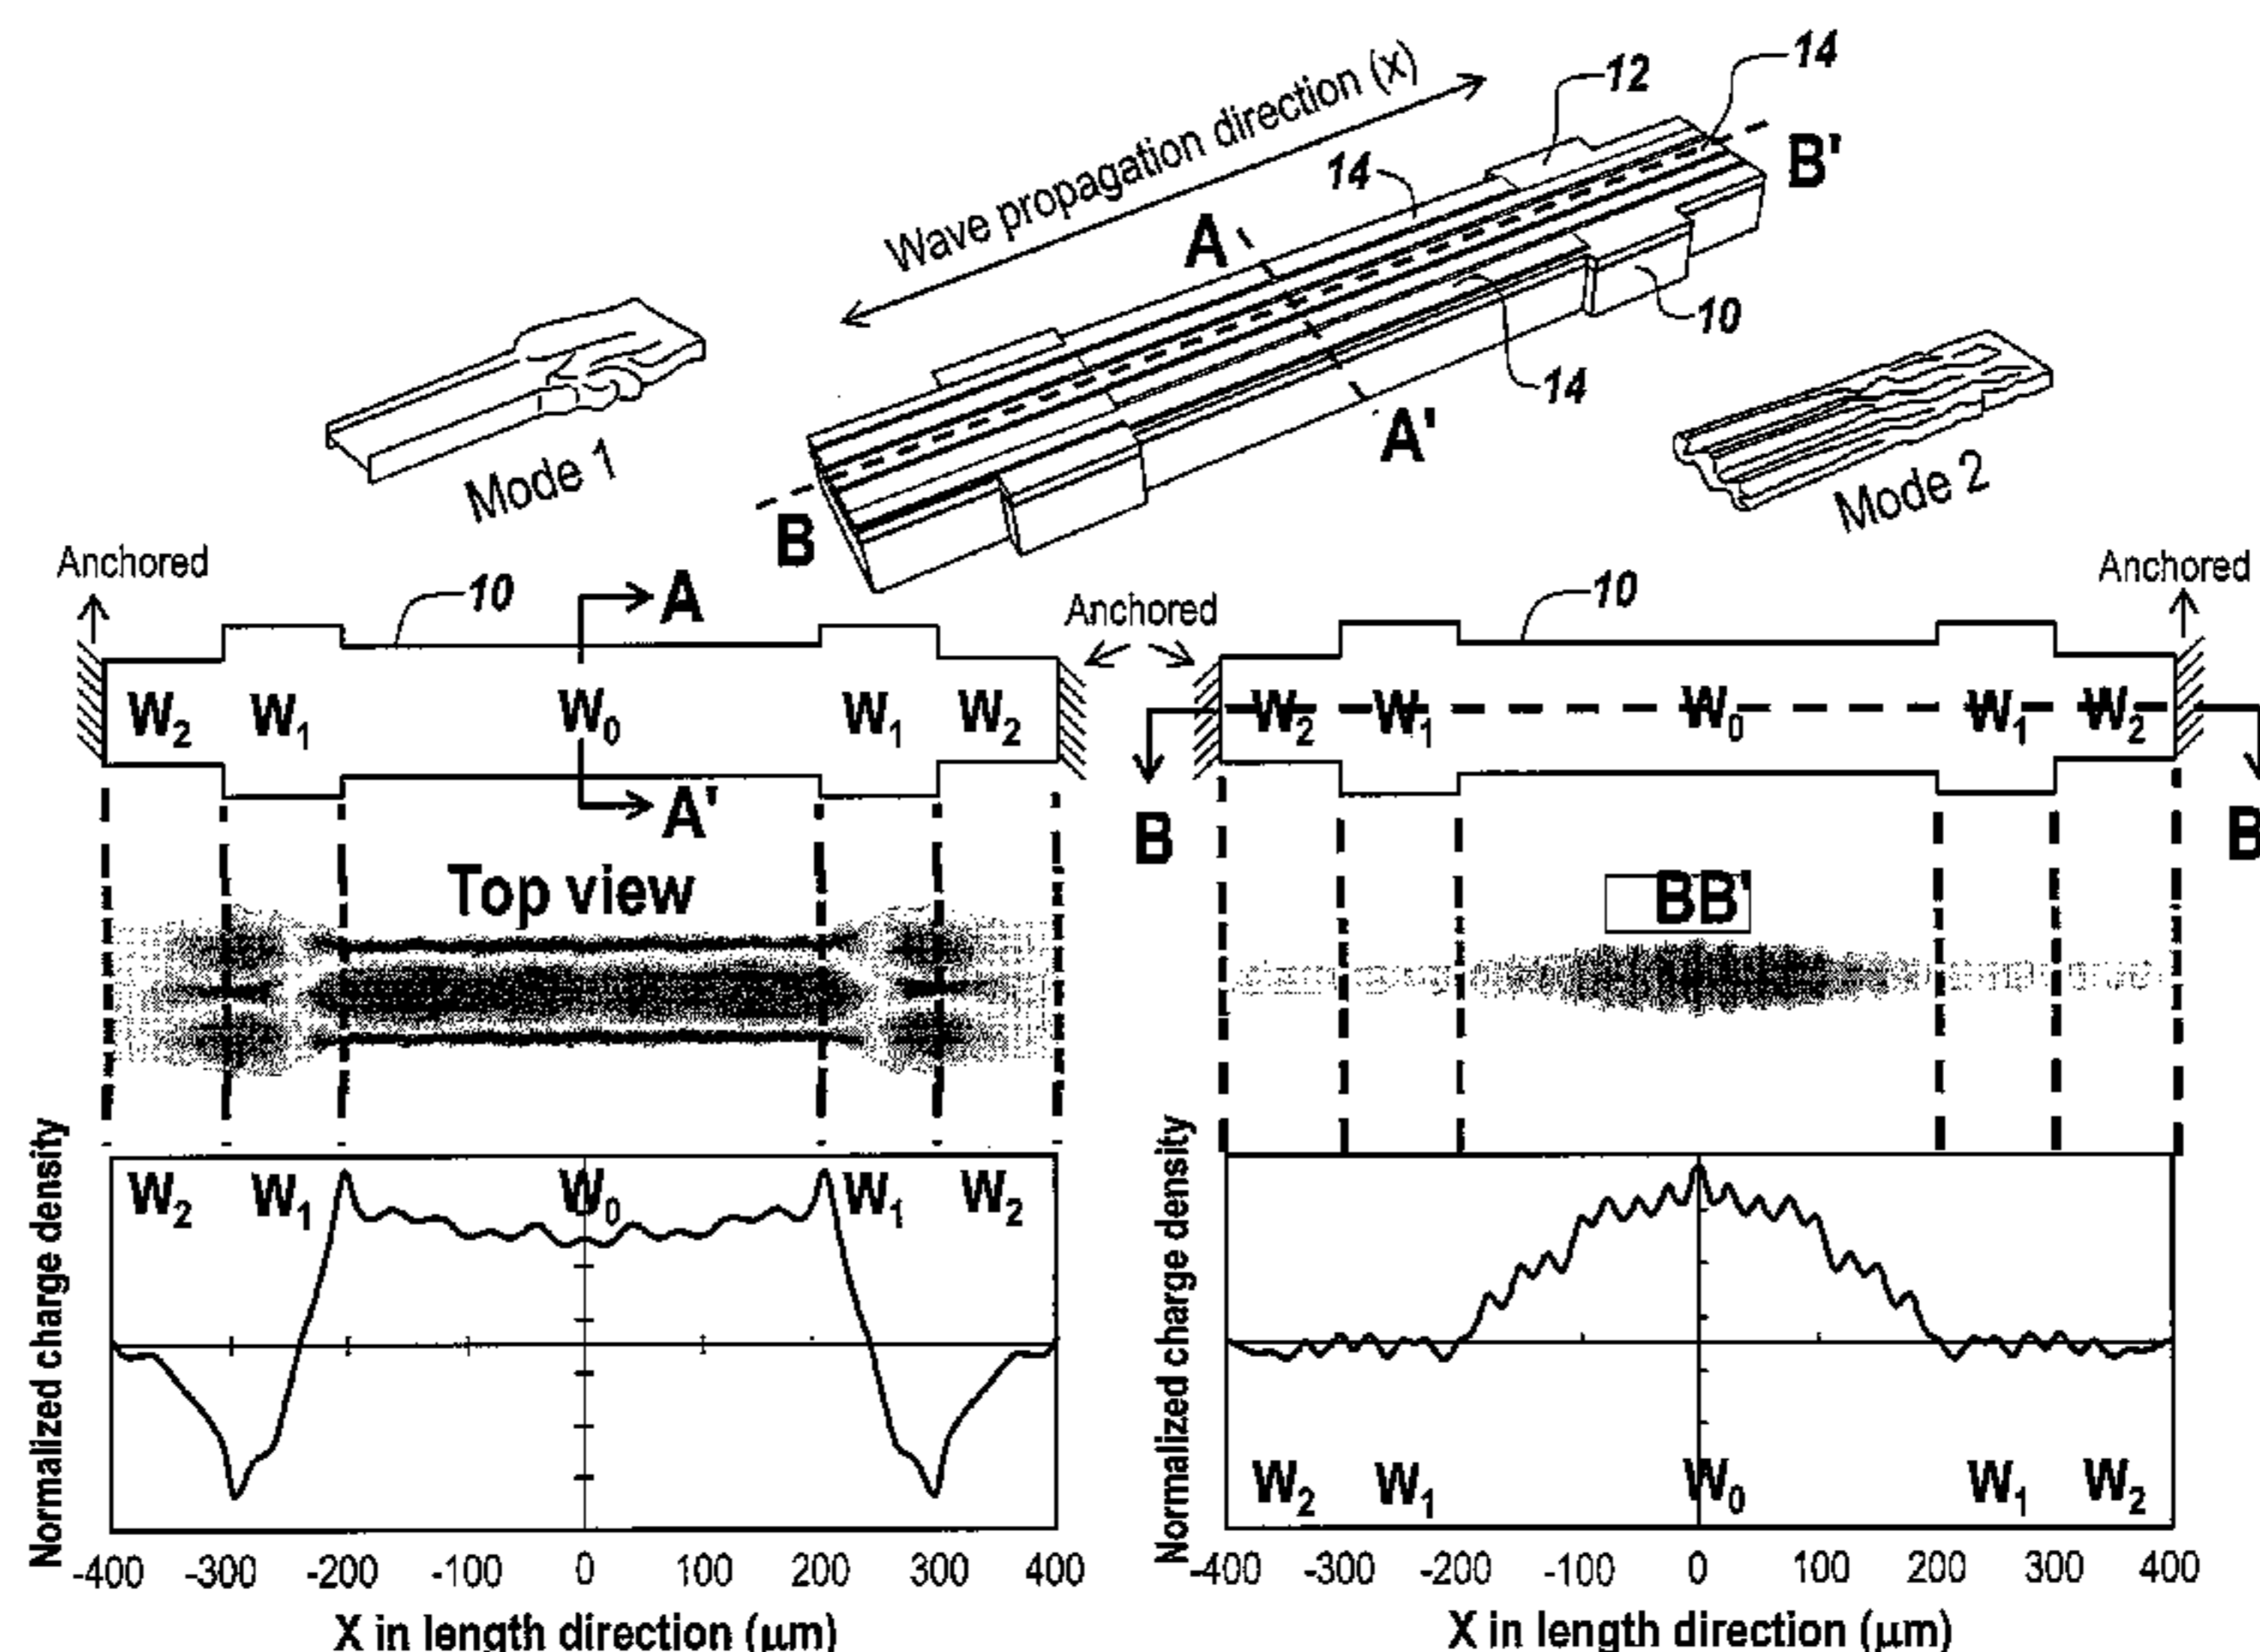 14
12
Wave propagation direction (x)
14
B'
A
10
14
A'
Mode 1
Mode 2
B
Anchored
10
A
Anchored
10
Anchored
W2 W1 W0 W1 W2
W2 W1 W0 W1 W2
A'
B
B
Top view
BB'
Normalized charge density
W2 W1 W0 W1 W2
-400 -300 -200 -100 0 100 200 300 400
X in length direction (μm)
Normalized charge density
W2 W1 W0 W1 W2
-400 -300 -200 -100 0 100 200 300 400
X in length direction (μm)